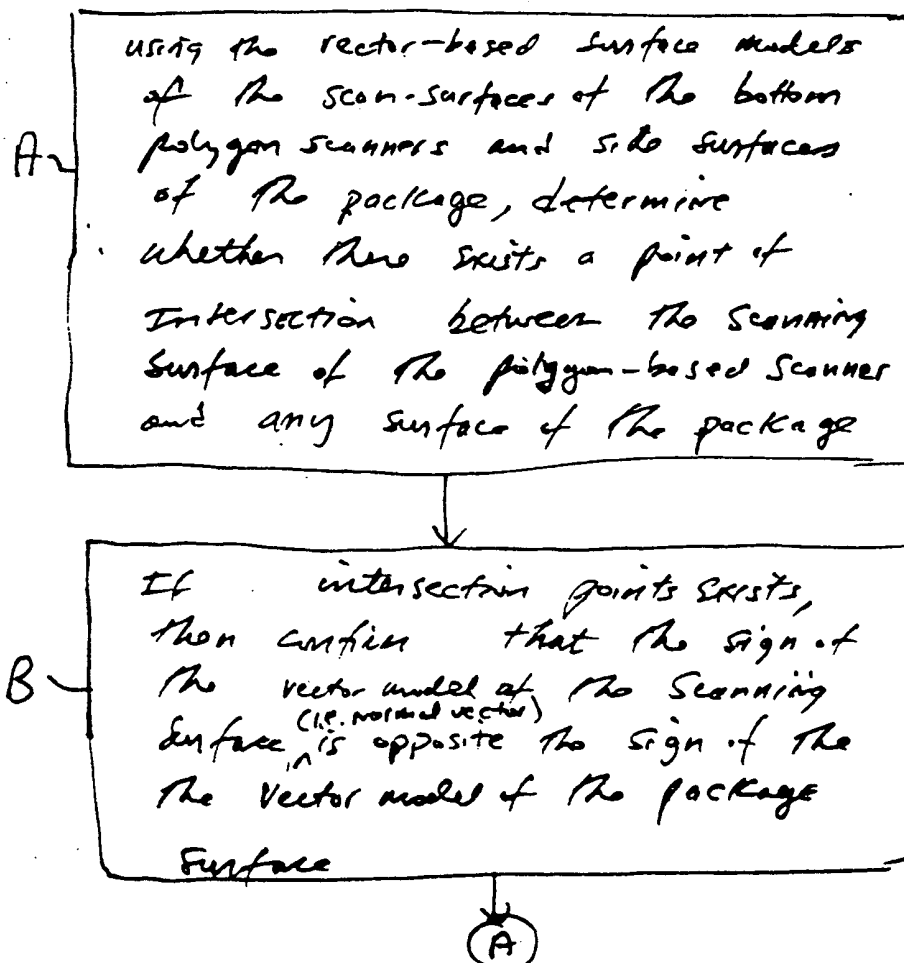 using the vector-based surface models
of the scan-surfaces of the bottom
polygon scanners and side surfaces
A
of the package, determine
whether there exists a point of
Intersection between the scanning
surface of the polygon-based scanner
and any surface of the package
If intersection points exists,
then confirm that the sign of
B
the vector model of the scanning
(i.e. normal vector)
surface is opposite the sign of the
the vector model of the package
surface
A